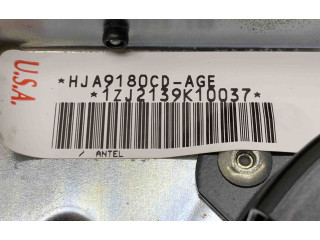 U.S.A.
*HJA9180CD-AGE
*1ZJ2139K10037*
/ ANTEL